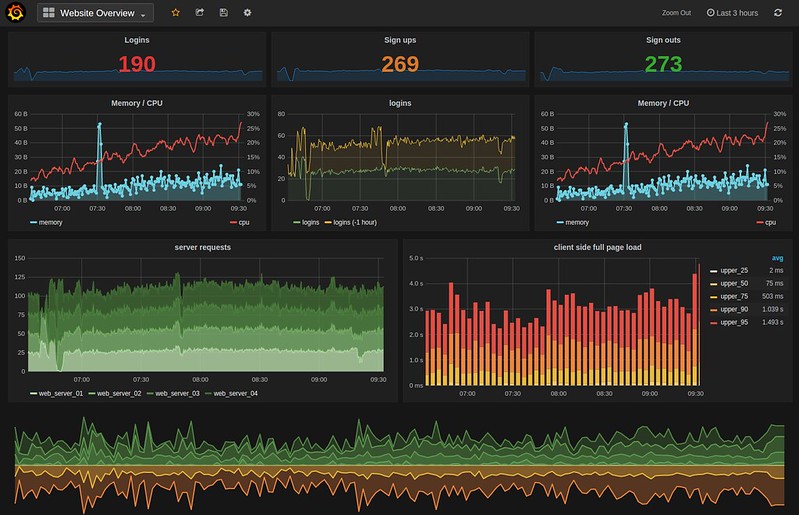 Website Overview
Zoom Out
Last 3 hours
Logins
190
Sign ups
269
Sign outs
273
Memory / CPU
60 B
50 B
40 B
30 B
20 B
10 B
0 B
30%
25%
20%
15%
10%
5%
0%
07:00 07:30 08:00 08:30 09:00 09:30
memory cpu
logins
80
60
40
20
0
07:00 07:30 08:00 08:30 09:00 09:30
logins logins (-1 hour)
Memory / CPU
60 B
50 B
40 B
30 B
20 B
10 B
0 B
30%
25%
20%
15%
10%
5%
0%
07:00 07:30 08:00 08:30 09:00 09:30
memory cpu
server requests
150
125
100
75
50
25
0
07:00 07:30 08:00 08:30 09:00 09:30
web_server_01 web_server_02 web_server_03 web_server_04
client side full page load
5.0 s
4.0 s
3.0 s
2.0 s
1.0 s
0 ms
07:00 07:30 08:00 08:30 09:00 09:30
avg
upper_25 2 ms
upper_50 75 ms
upper_75 503 ms
upper_90 1.039 s
upper_95 1.493 s